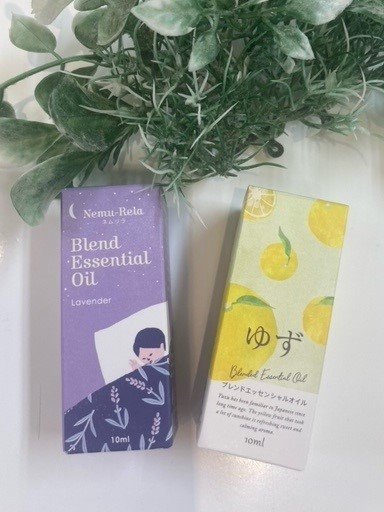 Nemu-Rela
ネムリラ
Blend
Essential
Oil
Lavender
10ml
ゆず
Blended Essential Oil
ブレンドエッセンシャルオイル
Yuzu has been familiar to Japanese since
long time ago. The yellow fruit that took
a lot of sunshine is refreshing sweet and
calming aroma.
10ml